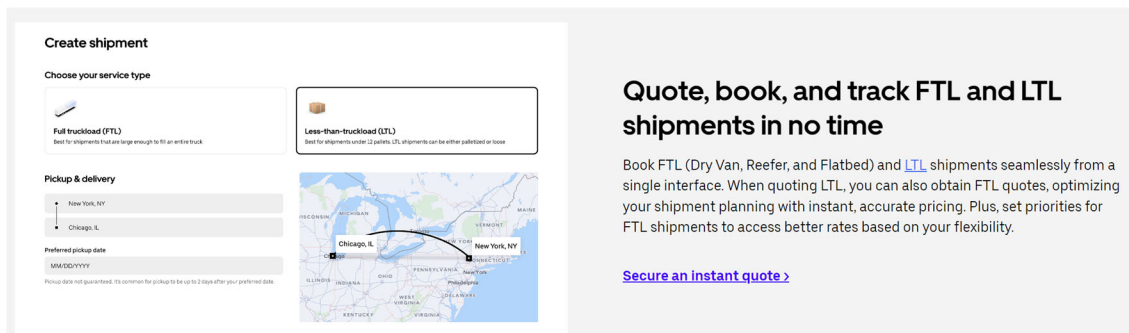 Create shipment
Choose your service type
Full truckload (FTL)
Best for shipments that are large enough to fill an entire truck
Less-than-truckload (LTL)
Best for shipments under 12 pallets. LTL shipments can be either palletized or loose
Pickup & delivery
New York, NY
Chicago, IL
Preferred pickup date
MM/DD/YYYY
Pickup date not guaranteed. It's common for pickup to be up to 2 days after your preferred date.
WISCONSIN
MICHIGAN
MAINE
VERMONT
NEW YORK
Chicago, IL
New York, NY
CONNECTICUT
PENNSYLVANIA
New York
OHIO
Philadelphia
ILLINOIS
INDIANA
DELAWARE
WEST
VIRGINIA
KENTUCKY
VIRGINIA
Quote, book, and track FTL and LTL
shipments in no time
Book FTL (Dry Van, Reefer, and Flatbed) and LTL shipments seamlessly from a
single interface. When quoting LTL, you can also obtain FTL quotes, optimizing
your shipment planning with instant, accurate pricing. Plus, set priorities for
FTL shipments to access better rates based on your flexibility.
Secure an instant quote >